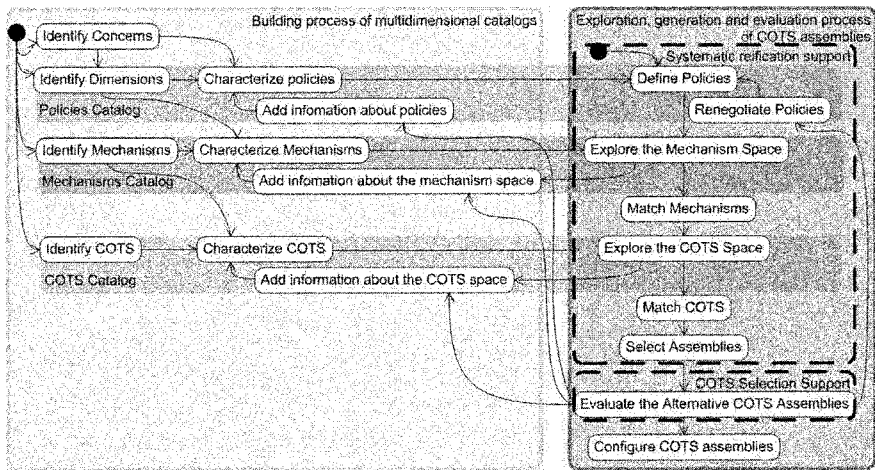 Building process of multidimensional catalogs
Exploration, generation and evaluation process
of COTS assemblies
Identify Concerns
Systematic reification support
Identify Dimensions
Characterize policies
Define Policies
Policies Catalog
Add infomation about policies
Renegotiate Policies
Identify Mechanisms
Characterize Mechanisms
Explore the Mechanism Space
Mechanisms Catalog
Add infomation about the mechanism space
Match Mechanisms
Identify COTS
Characterize COTS
Explore the COTS Space
COTS Catalog
Add information about the COTS space
Match COTS
Select Assemblies
COTS Selection Support
Evaluate the Alternative COTS Assemblies
Configure COTS assemblies